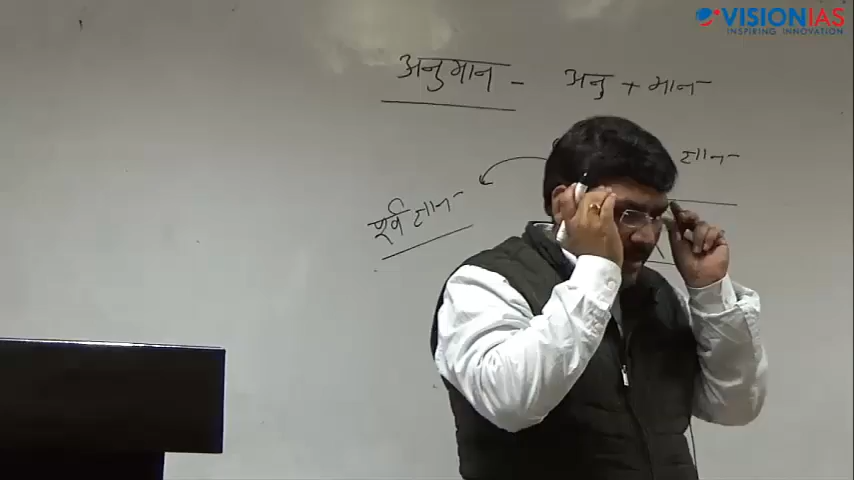 VISIONIAS
INSPIRING INNOVATION
अनुमान - अनु + मान
ज्ञान
पूर्व ज्ञान